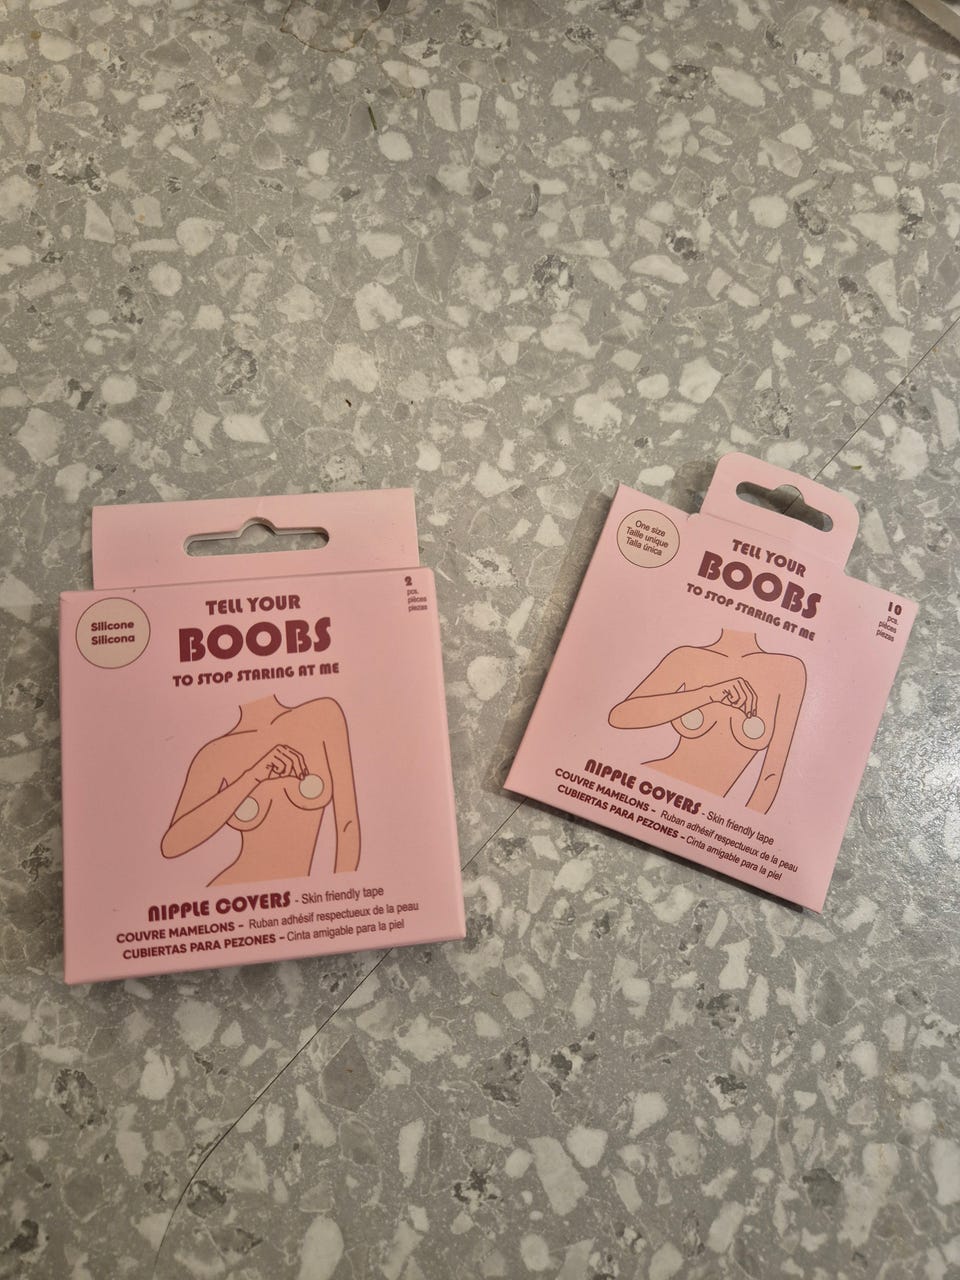 Silicone
Silicona
2
pcs.
pièces
piezas
TELL YOUR
BOOBS
TO STOP STARING AT ME
NIPPLE COVERS - Skin friendly tape
COUVRE MAMELONS - Ruban adhésif respectueux de la peau
CUBIERTAS PARA PEZONES - Cinta amigable para la piel
One size
Taille unique
Talla única
10
pcs.
pièces
piezas
TELL YOUR
BOOBS
TO STOP STARING AT ME
NIPPLE COVERS - Skin friendly tape
COUVRE MAMELONS - Ruban adhésif respectueux de la peau
CUBIERTAS PARA PEZONES - Cinta amigable para la piel